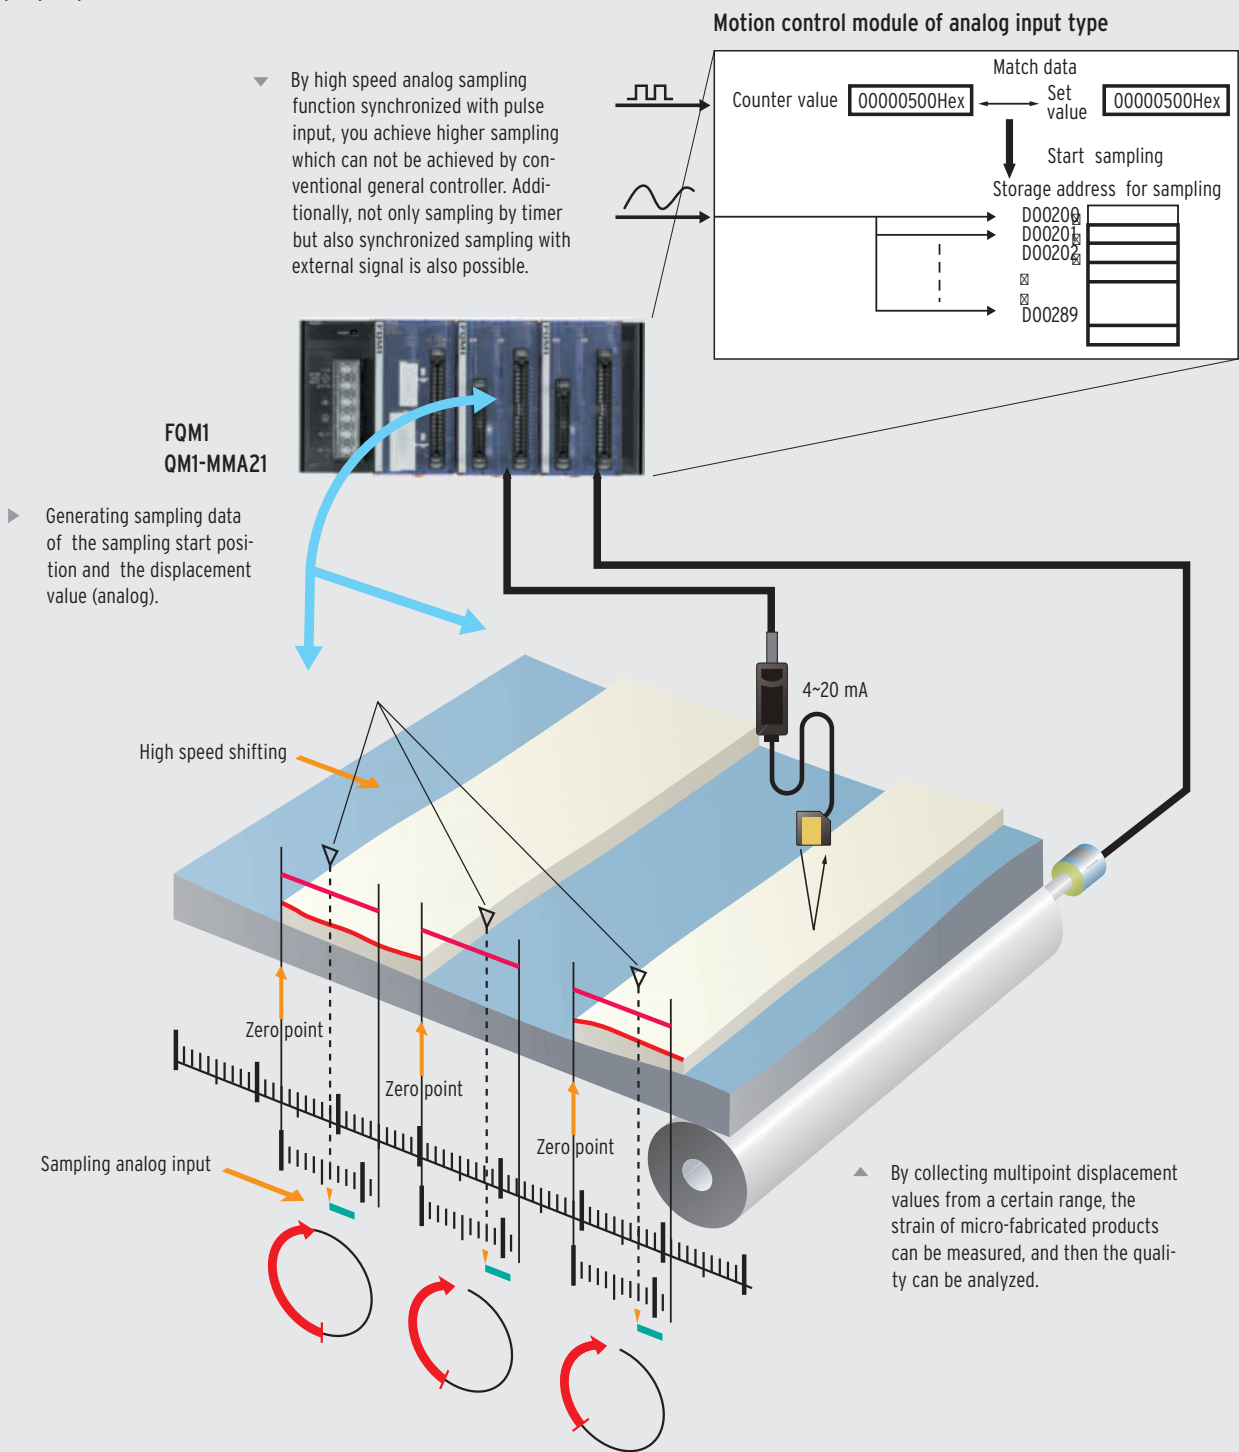 Motion control module of analog input type
By high speed analog sampling
function synchronized with pulse
input, you achieve higher sampling
which can not be achieved by con-
ventional general controller. Addi-
tionally, not only sampling by timer
but also synchronized sampling with
external signal is also possible.
Match data
Counter value 00000500Hex Set value 00000500Hex
Start sampling
Storage address for sampling
D00200
D00201
D00202
D00289
FQM1
QM1-MMA21
Generating sampling data
of the sampling start posi-
tion and the displacement
value (analog).
4~20 mA
High speed shifting
Zero point
Zero point
Zero point
Sampling analog input
By collecting multipoint displacement
values from a certain range, the
strain of micro-fabricated products
can be measured, and then the quali-
ty can be analyzed.